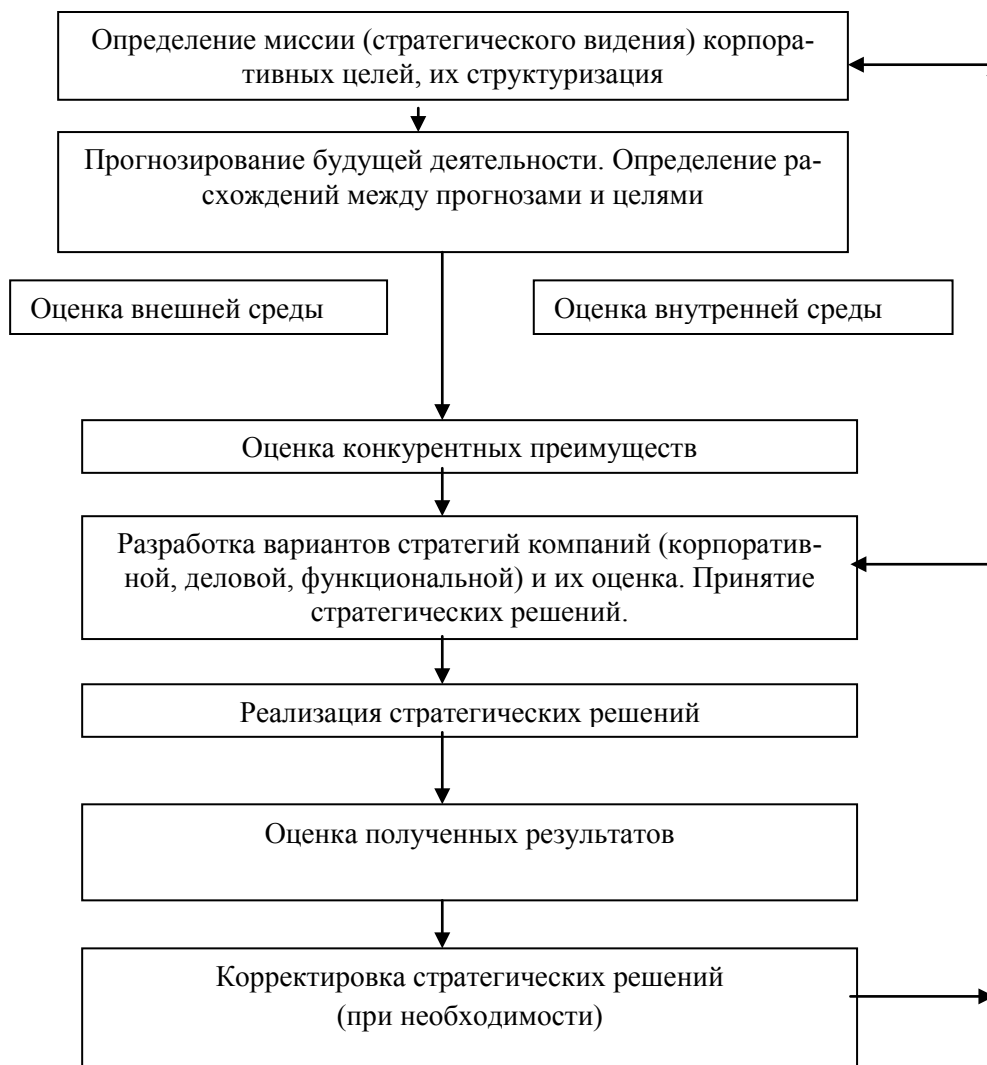 Определение миссии (стратегического видения) корпора-
тивных целей, их структуризация
Прогнозирование будущей деятельности. Определение ра-
схождений между прогнозами и целями
Оценка внешней среды
Оценка внутренней среды
Оценка конкурентных преимуществ
Разработка вариантов стратегий компаний (корпоратив-
ной, деловой, функциональной) и их оценка. Принятие
стратегических решений.
Реализация стратегических решений
Оценка полученных результатов
Корректировка стратегических решений
(при необходимости)